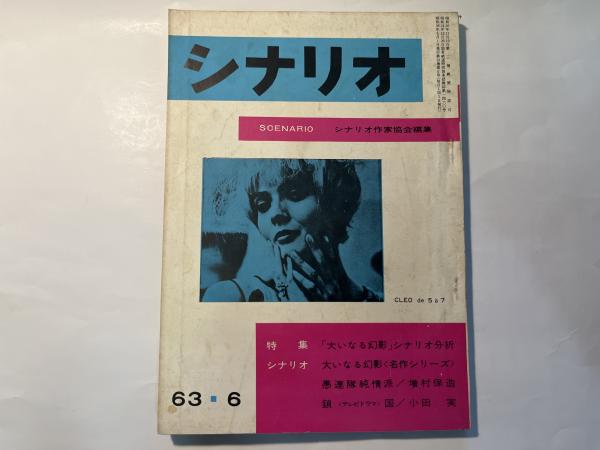 シナリオ
SCENARIO シナリオ作家協会編集
CLEO de 5 à 7
特集 「大いなる幻影」シナリオ分析
シナリオ 大いなる幻影〈名作シリーズ〉
愚連隊純情派／増村保造
鎖〈テレビドラマ〉国／小田 実
63 6